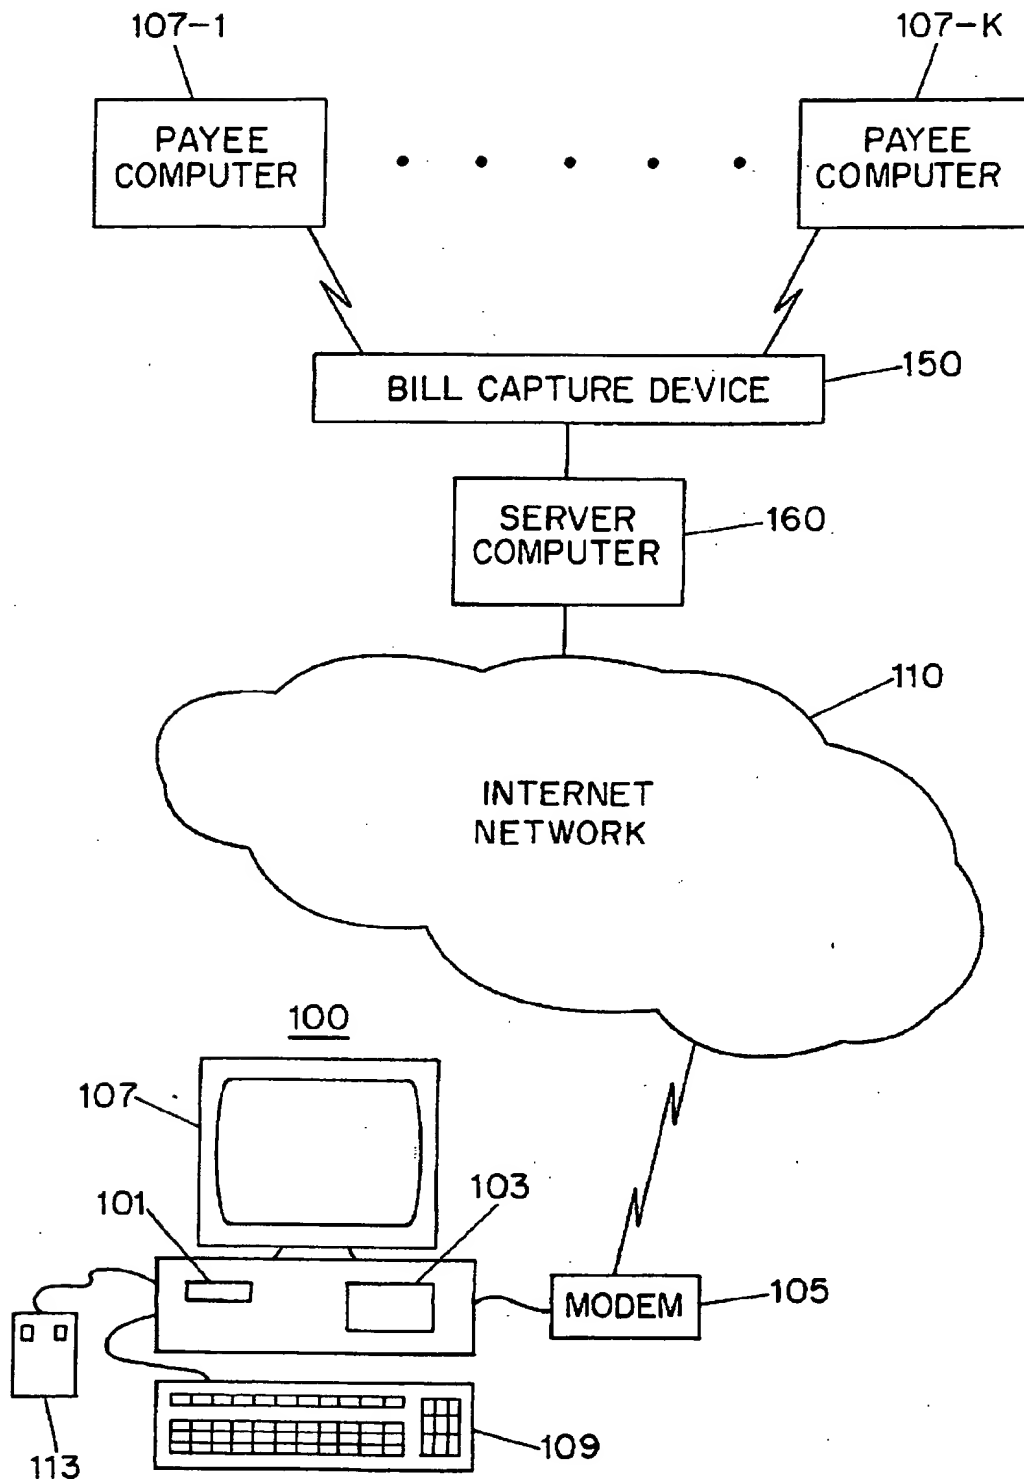 107-1
107-K
PAYEE
COMPUTER
PAYEE
COMPUTER
150
BILL CAPTURE DEVICE
SERVER
COMPUTER
160
110
INTERNET
NETWORK
100
107
101
103
MODEM
105
113
109